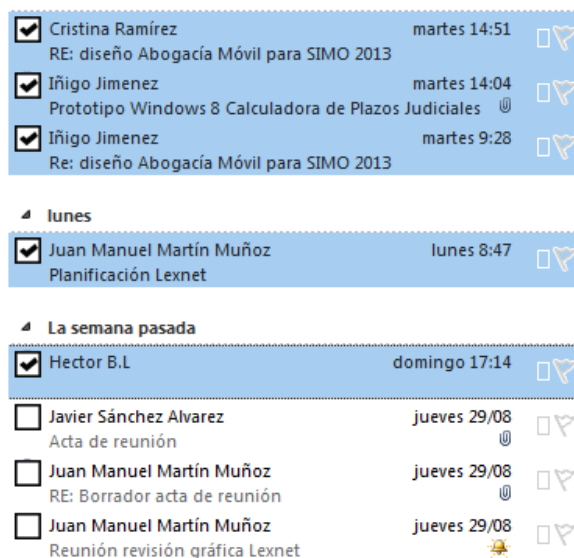 Cristina Ramírez martes 14:51
RE: diseño Abogacía Móvil para SIMO 2013
Iñigo Jimenez martes 14:04
Prototipo Windows 8 Calculadora de Plazos Judiciales
Iñigo Jimenez martes 9:28
Re: diseño Abogacía Móvil para SIMO 2013
lunes
Juan Manuel Martín Muñoz lunes 8:47
Planificación Lexnet
La semana pasada
Hector B.L domingo 17:14
Javier Sánchez Alvarez jueves 29/08
Acta de reunión
Juan Manuel Martín Muñoz jueves 29/08
RE: Borrador acta de reunión
Juan Manuel Martín Muñoz jueves 29/08
Reunión revisión gráfica Lexnet